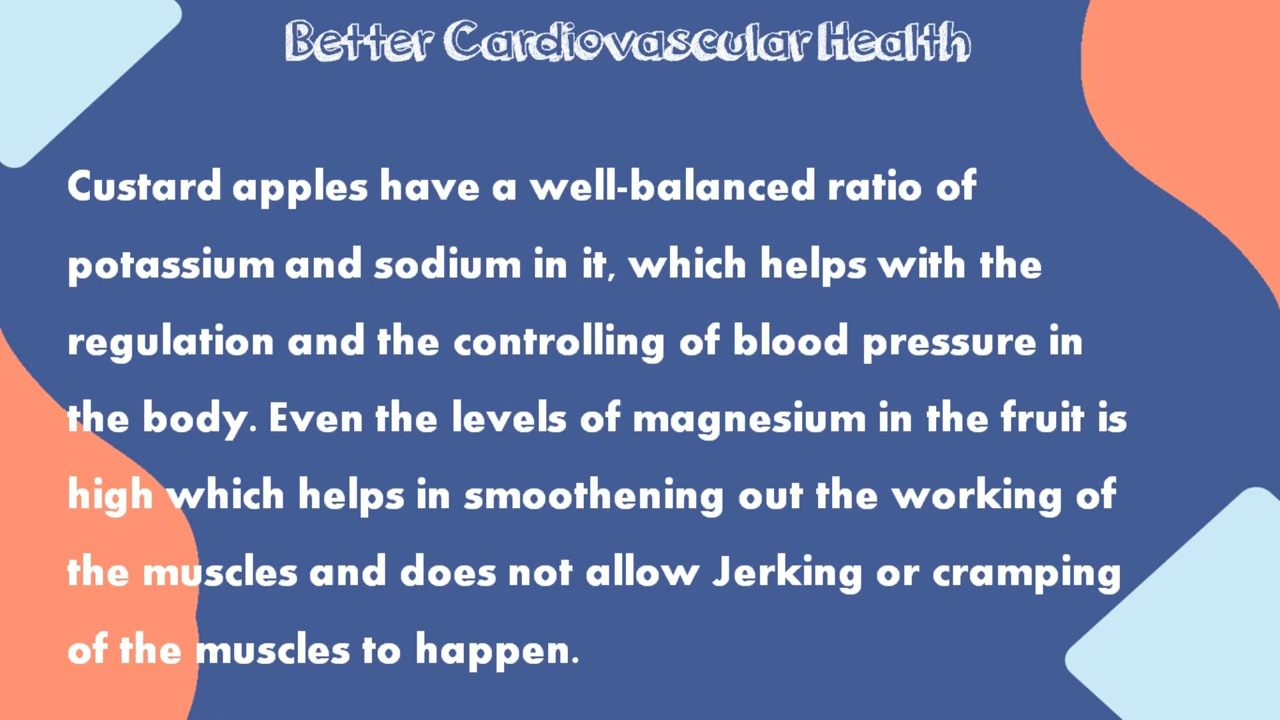 Better Cardiovascular Health
Custard apples have a well-balanced ratio of
potassium and sodium in it, which helps with the
regulation and the controlling of blood pressure in
the body. Even the levels of magnesium in the fruit is
high which helps in smoothening out the working of
the muscles and does not allow Jerking or cramping
of the muscles to happen.